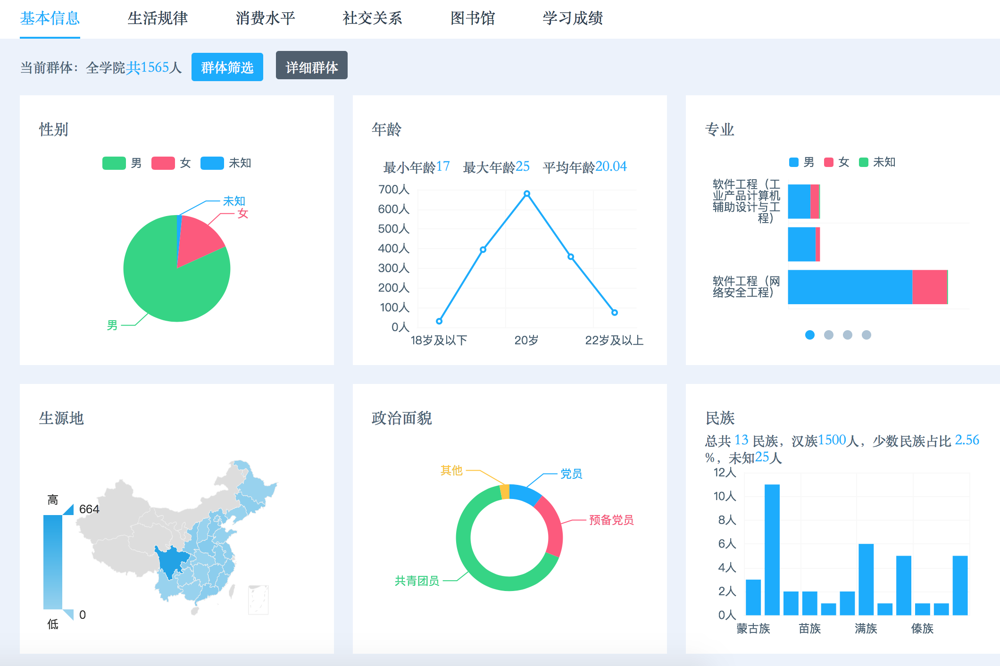 基本信息 生活规律 消费水平 社交关系 图书馆 学习成绩
当前群体：全学院共1565人 群体筛选 详细群体
性别
男 女 未知
未知
女
男
年龄
最小年龄17 最大年龄25 平均年龄20.04
700人
600人
500人
400人
300人
200人
100人
0人
18岁及以下 20岁 22岁及以上
专业
男 女 未知
软件工程（工
业产品计算机
辅助设计与工
程）
软件工程（网
络安全工程）
生源地
高
664
0
低
政治面貌
其他
党员
预备党员
共青团员
民族
总共 13 民族，汉族1500人，少数民族占比 2.56
%，未知25人
12人
10人
8人
6人
4人
2人
0人
蒙古族 苗族 满族 傣族